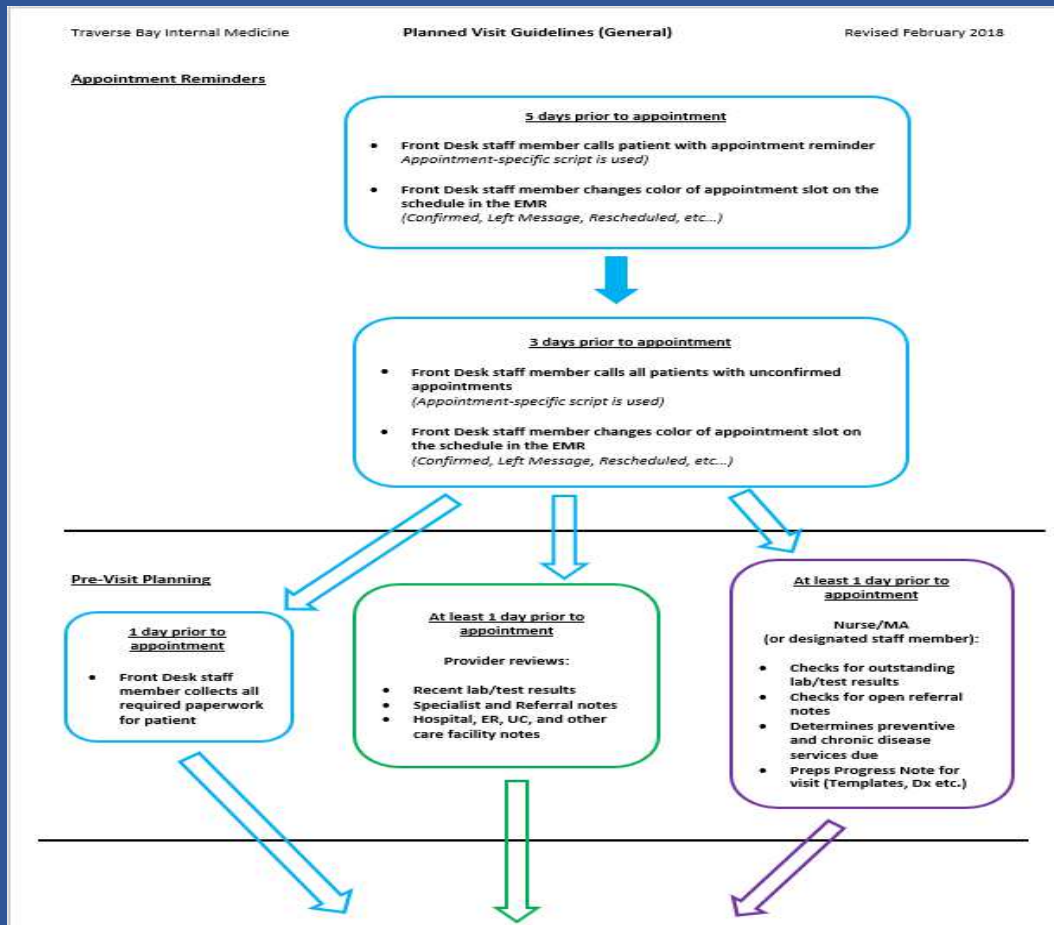 Traverse Bay Internal Medicine Planned Visit Guidelines (General) Revised February 2018
Appointment Reminders
5 days prior to appointment
• Front Desk staff member calls patient with appointment reminder
Appointment-specific script is used)
• Front Desk staff member changes color of appointment slot on the
schedule in the EMR
(Confirmed, Left Message, Rescheduled, etc...)
3 days prior to appointment
• Front Desk staff member calls all patients with unconfirmed
appointments
(Appointment-specific script is used)
• Front Desk staff member changes color of appointment slot on
the schedule in the EMR
(Confirmed, Left Message, Rescheduled, etc...)
Pre-Visit Planning
1 day prior to
appointment
• Front Desk staff
member collects all
required paperwork
for patient
At least 1 day prior to
appointment
Provider reviews:
• Recent lab/test results
• Specialist and Referral notes
• Hospital, ER, UC, and other
care facility notes
At least 1 day prior to
appointment
Nurse/MA
(or designated staff member):
• Checks for outstanding
lab/test results
• Checks for open referral
notes
• Determines preventive
and chronic disease
services due
• Preps Progress Note for
visit (Templates, Dx etc.)